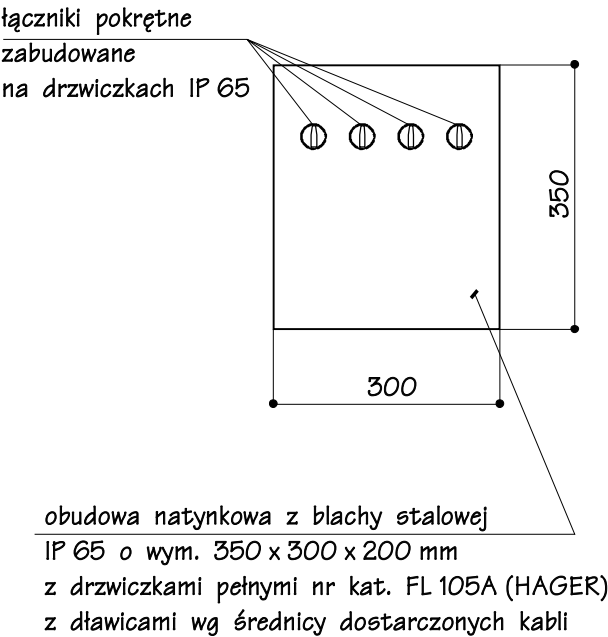 łączniki pokrętne
zabudowane
na drzwiczkach IP 65
350
300
obudowa natynkowa z blachy stalowej
IP 65 o wym. 350 x 300 x 200 mm
z drzwiczkami pełnymi nr kat. FL 105A (HAGER)
z dławicami wg średnicy dostarczonych kabli